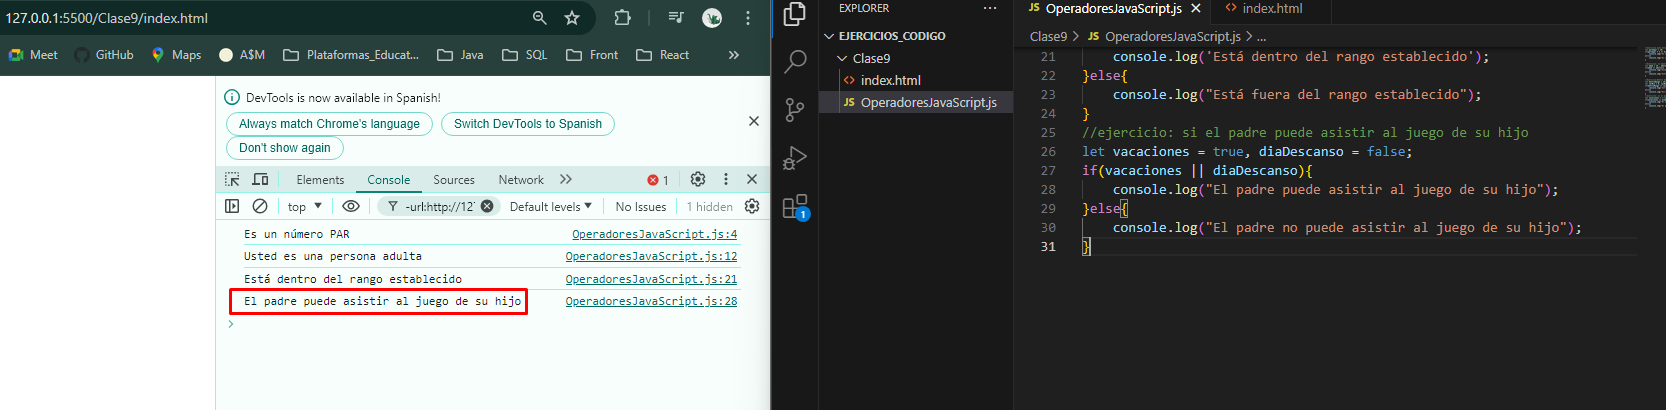 127.0.0.1:5500/Clase9/index.html
Meet
GitHub
Maps
A$M
Plataformas_Educat...
Java
SQL
Front
React
»
DevTools is now available in Spanish!
Always match Chrome's language
Switch DevTools to Spanish
Don't show again
Elements
Console
Sources
Network
1
top
-url:http://12
Default levels
No Issues
1 hidden
Es un número PAR OperadoresJavaScript.js:4
Usted es una persona adulta OperadoresJavaScript.js:12
Está dentro del rango establecido OperadoresJavaScript.js:21
El padre puede asistir al juego de su hijo OperadoresJavaScript.js:28
>
EXPLORER
...
EJERCICIOS_CODIGO
Clase9
<> index.html
JS OperadoresJavaScript.js
1
OperadoresJavaScript.js
<> index.html
Clase9 > JS OperadoresJavaScript.js > ...
21 console.log('Está dentro del rango establecido');
22 }else{
23 console.log("Está fuera del rango establecido");
24 }
25 //ejercicio: si el padre puede asistir al juego de su hijo
26 let vacaciones = true, diaDescanso = false;
27 if(vacaciones || diaDescanso){
28 console.log("El padre puede asistir al juego de su hijo");
29 }else{
30 console.log("El padre no puede asistir al juego de su hijo");
31 }